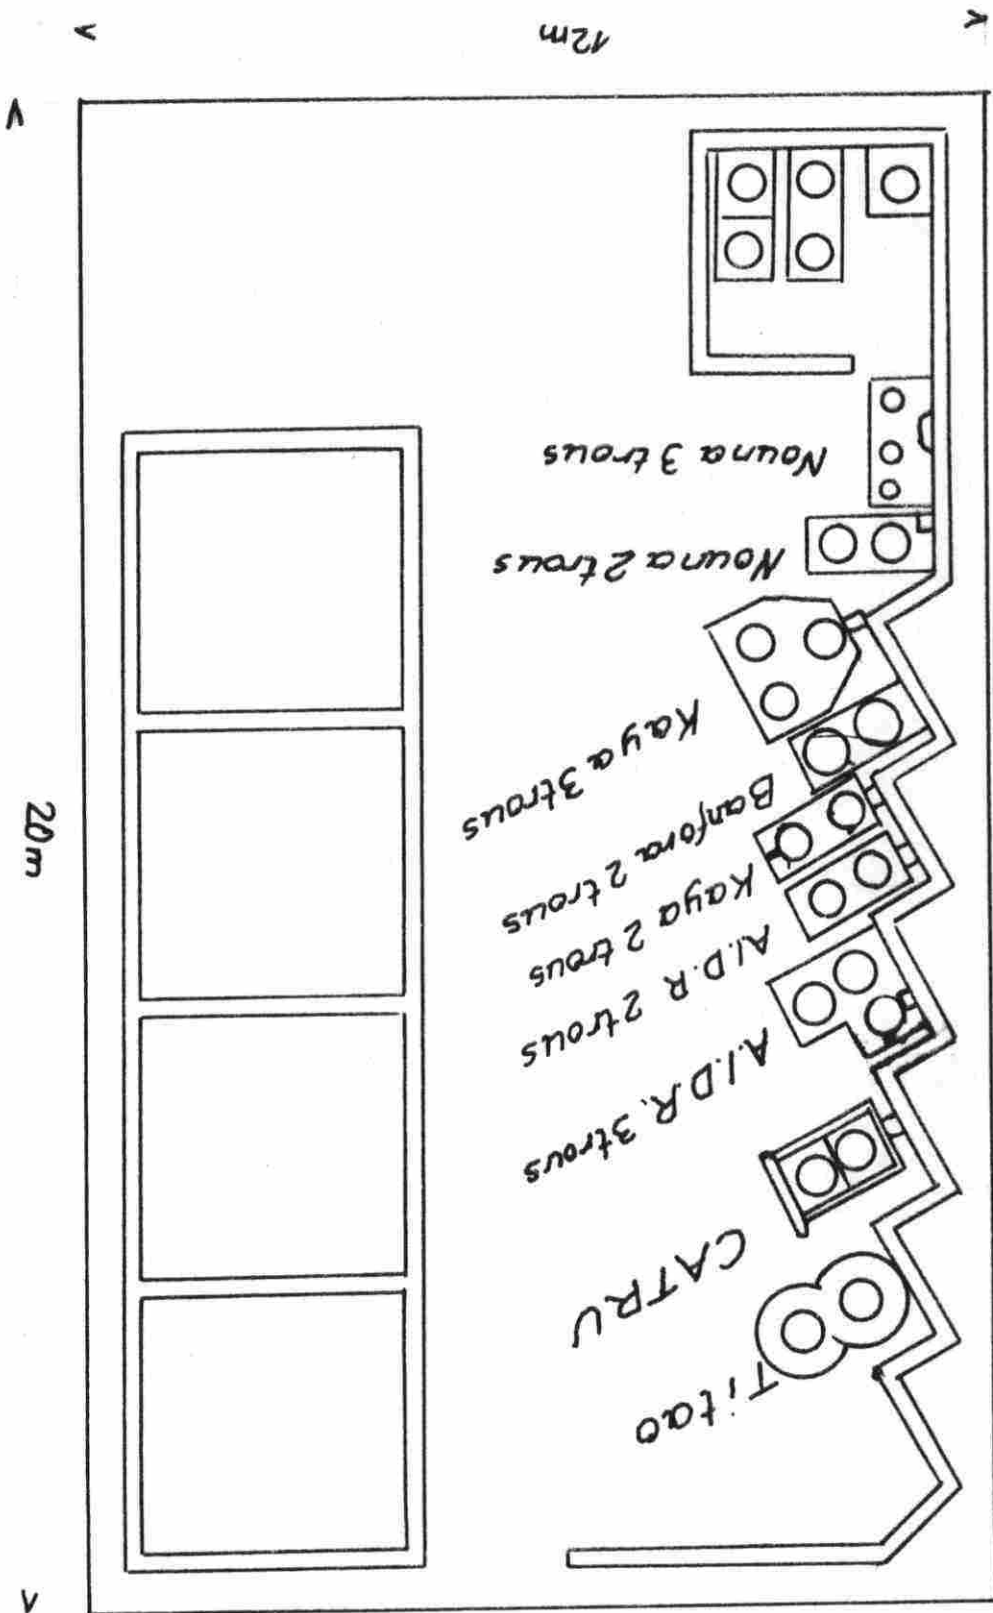 12m
20m
Nouna 3 trous
Nouna 2 trous
Kaya 3 trous
Banfora 2 trous
Kaya 2 trous
A.I.D.R 2 trous
A.I.D.R. 3 trous
CATRU
Titao